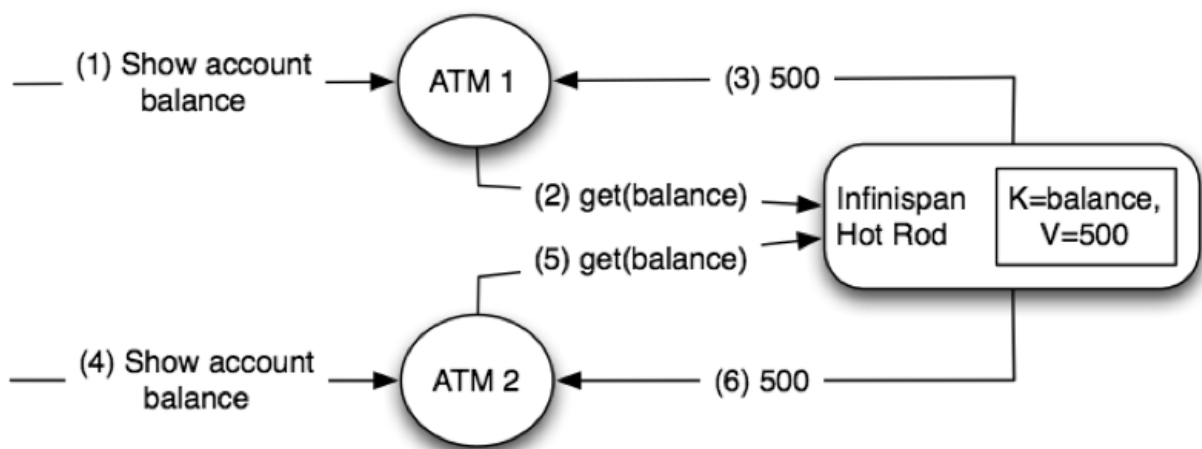 (1) Show account
balance
ATM 1
(3) 500
(2) get(balance)
Infinispan
Hot Rod
K=balance,
V=500
(5) get(balance)
(4) Show account
balance
ATM 2
(6) 500